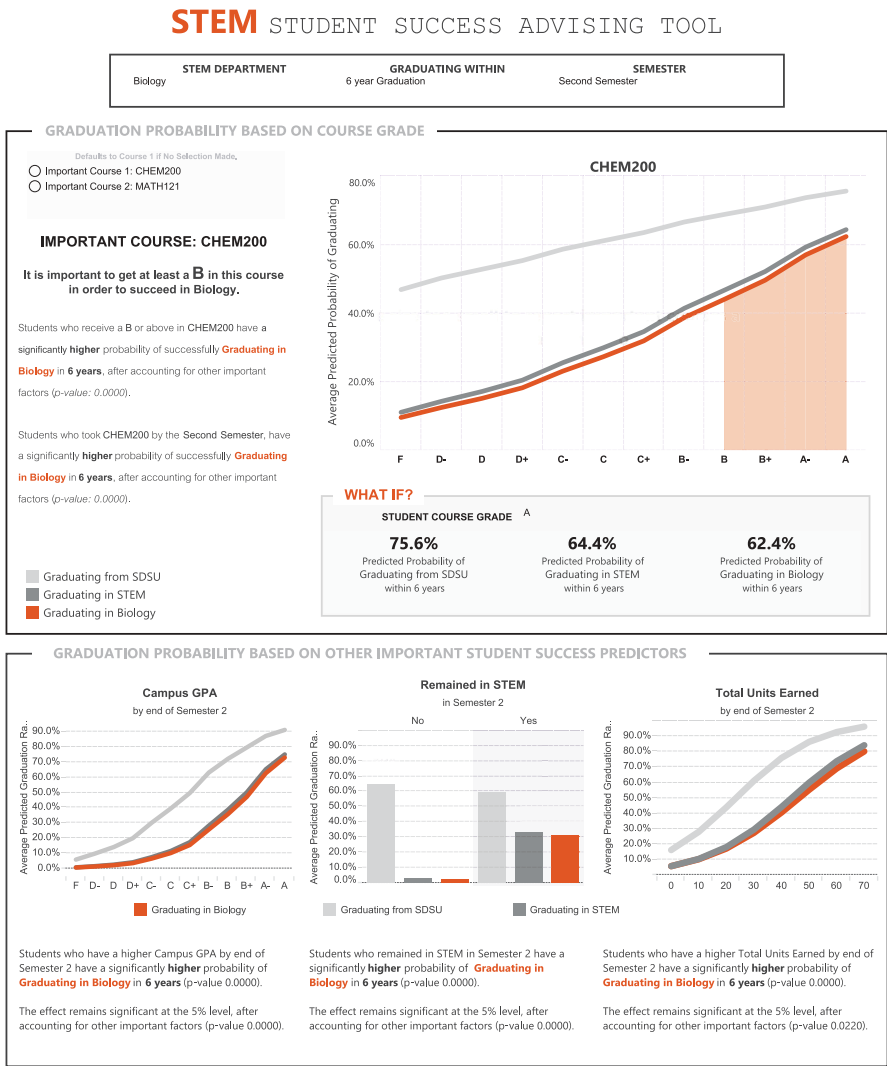 STEM STUDENT SUCCESS ADVISING TOOL
STEM DEPARTMENT GRADUATING WITHIN SEMESTER
Biology 6 year Graduation Second Semester
GRADUATION PROBABILITY BASED ON COURSE GRADE
Defaults to Course 1 if No Selection Made.
Important Course 1: CHEM200
Important Course 2: MATH121
IMPORTANT COURSE: CHEM200
It is important to get at least a B in this course
in order to succeed in Biology.
Students who receive a B or above in CHEM200 have a
significantly higher probability of successfully Graduating in
Biology in 6 years, after accounting for other important
factors (p-value: 0.0000).
Students who took CHEM200 by the Second Semester, have
a significantly higher probability of successfully Graduating
in Biology in 6 years, after accounting for other important
factors (p-value: 0.0000).
Graduating from SDSU
Graduating in STEM
Graduating in Biology
CHEM200
Average Predicted Probability of Graduating
80.0%
60.0%
40.0%
20.0%
0.0%
F D- D D+ C- C C+ B- B B+ A- A
WHAT IF?
STUDENT COURSE GRADE A
75.6% 64.4% 62.4%
Predicted Probability of Predicted Probability of Predicted Probability of
Graduating from SDSU Graduating in STEM Graduating in Biology
within 6 years within 6 years within 6 years
GRADUATION PROBABILITY BASED ON OTHER IMPORTANT STUDENT SUCCESS PREDICTORS
Campus GPA
by end of Semester 2
Average Predicted Graduation Ra..
90.0%
80.0%
70.0%
60.0%
50.0%
40.0%
30.0%
20.0%
10.0%
0.0%
F D- D D+ C- C C+ B- B B+ A- A
Remained in STEM
in Semester 2
No Yes
Average Predicted Graduation Ra..
90.0%
80.0%
70.0%
60.0%
50.0%
40.0%
30.0%
20.0%
10.0%
0.0%
Total Units Earned
by end of Semester 2
Average Predicted Graduation Ra..
90.0%
80.0%
70.0%
60.0%
50.0%
40.0%
30.0%
20.0%
10.0%
0 10 20 30 40 50 60 70
Graduating in Biology Graduating from SDSU Graduating in STEM
Students who have a higher Campus GPA by end of
Semester 2 have a significantly higher probability of
Graduating in Biology in 6 years (p-value 0.0000).
The effect remains significant at the 5% level, after
accounting for other important factors (p-value 0.0000).
Students who remained in STEM in Semester 2 have a
significantly higher probability of Graduating in
Biology in 6 years (p-value 0.0000).
The effect remains significant at the 5% level, after
accounting for other important factors (p-value 0.0000).
Students who have a higher Total Units Earned by end of
Semester 2 have a significantly higher probability of
Graduating in Biology in 6 years (p-value 0.0000).
The effect remains significant at the 5% level, after
accounting for other important factors (p-value 0.0220).